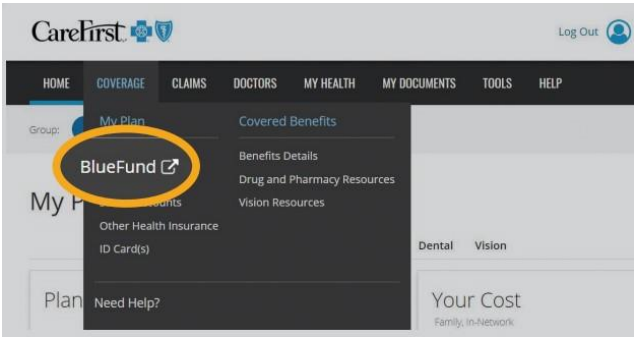 CareFirst
Log Out
HOME COVERAGE CLAIMS DOCTORS MY HEALTH MY DOCUMENTS TOOLS HELP
Group:
My Plan
Covered Benefits
BlueFund
Benefits Details
Drug and Pharmacy Resources
Vision Resources
Other Health Insurance
ID Card(s)
My P
Dental Vision
Plan
Need Help?
Your Cost
Family, In-Network